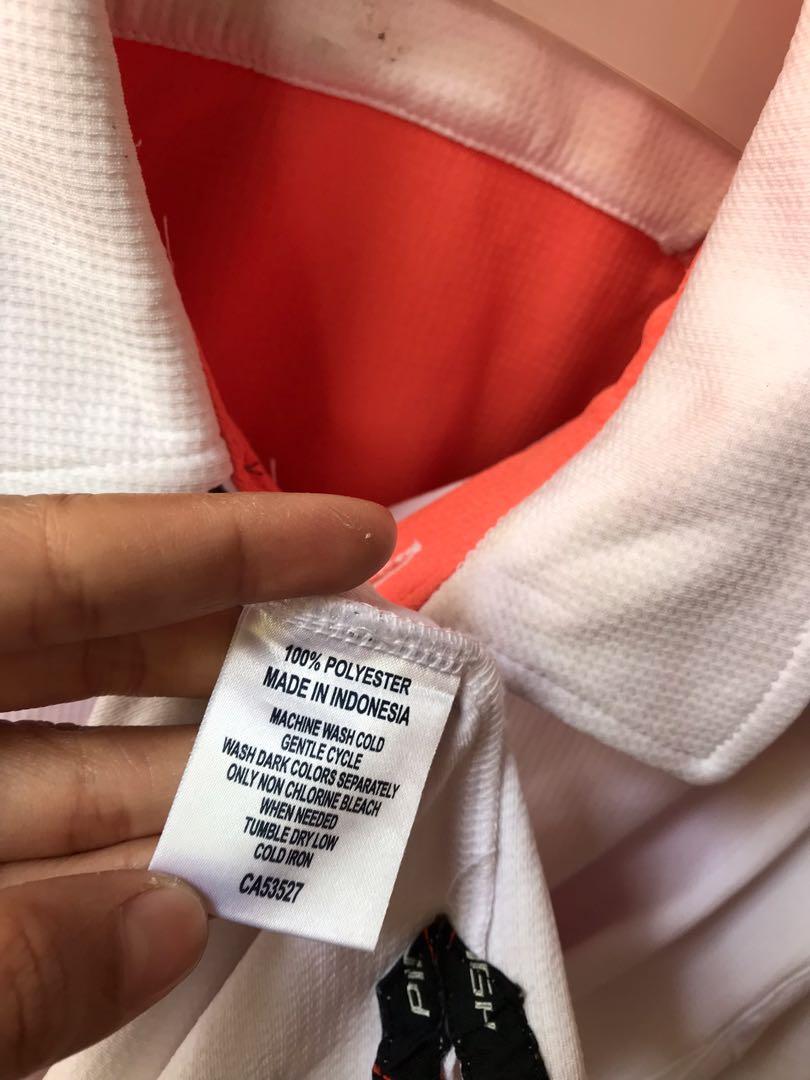 100% POLYESTER
MADE IN INDONESIA
MACHINE WASH COLD
GENTLE CYCLE
WASH DARK COLORS SEPARATELY
ONLY NON CHLORINE BLEACH
WHEN NEEDED
TUMBLE DRY LOW
COLD IRON
CA53527